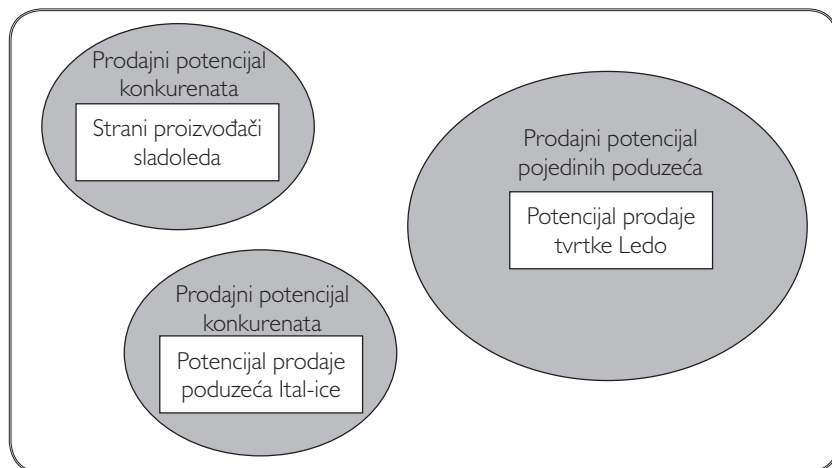 Prodajni potencijal
konkurenata
Strani proizvođači
sladoleda
Prodajni potencijal
pojedinih poduzeća
Potencijal prodaje
tvrtke Ledo
Prodajni potencijal
konkurenata
Potencijal prodaje
poduzeća Ital-ice